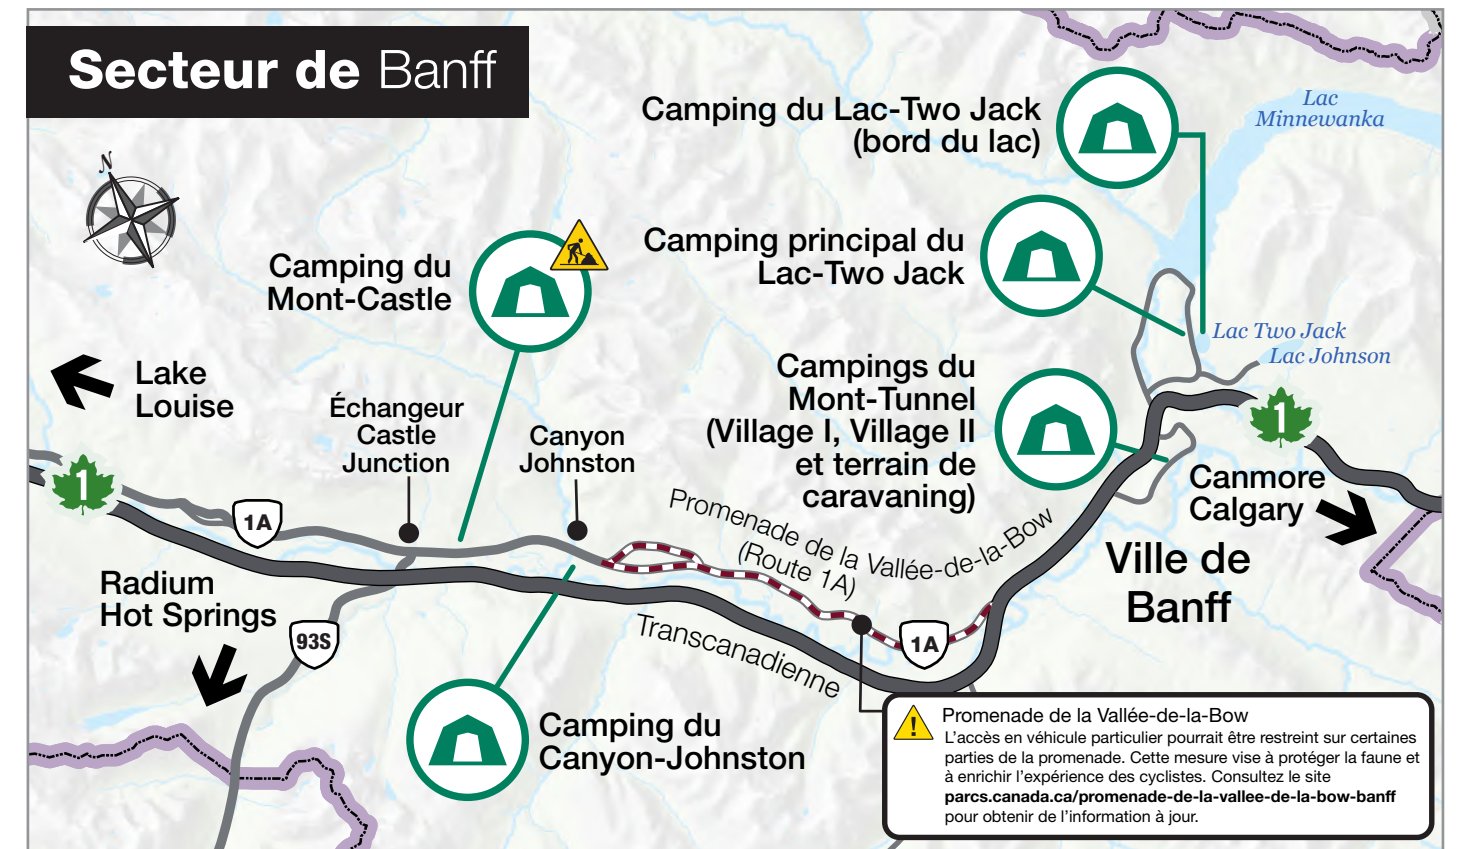 Secteur de Banff
N
Camping du Lac-Two Jack
(bord du lac)
Lac
Minnewanka
Camping principal du
Lac-Two Jack
Camping du
Mont-Castle
Lac Two Jack
Lac Johnson
Lake
Louise
Campings du
Mont-Tunnel
(Village I, Village II
et terrain de
caravaning)
Échangeur
Castle
Junction
Canyon
Johnston
1
1
Canmore
Calgary
1A
Promenade de la Vallée-de-la-Bow
(Route 1A)
Ville de
Banff
Radium
Hot Springs
93S
1A
Transcanadienne
Camping du
Canyon-Johnston
Promenade de la Vallée-de-la-Bow
L'accès en véhicule particulier pourrait être restreint sur certaines
parties de la promenade. Cette mesure vise à protéger la faune et
à enrichir l'expérience des cyclistes. Consultez le site
parcs.canada.ca/promenade-de-la-vallee-de-la-bow-banff
pour obtenir de l'information à jour.